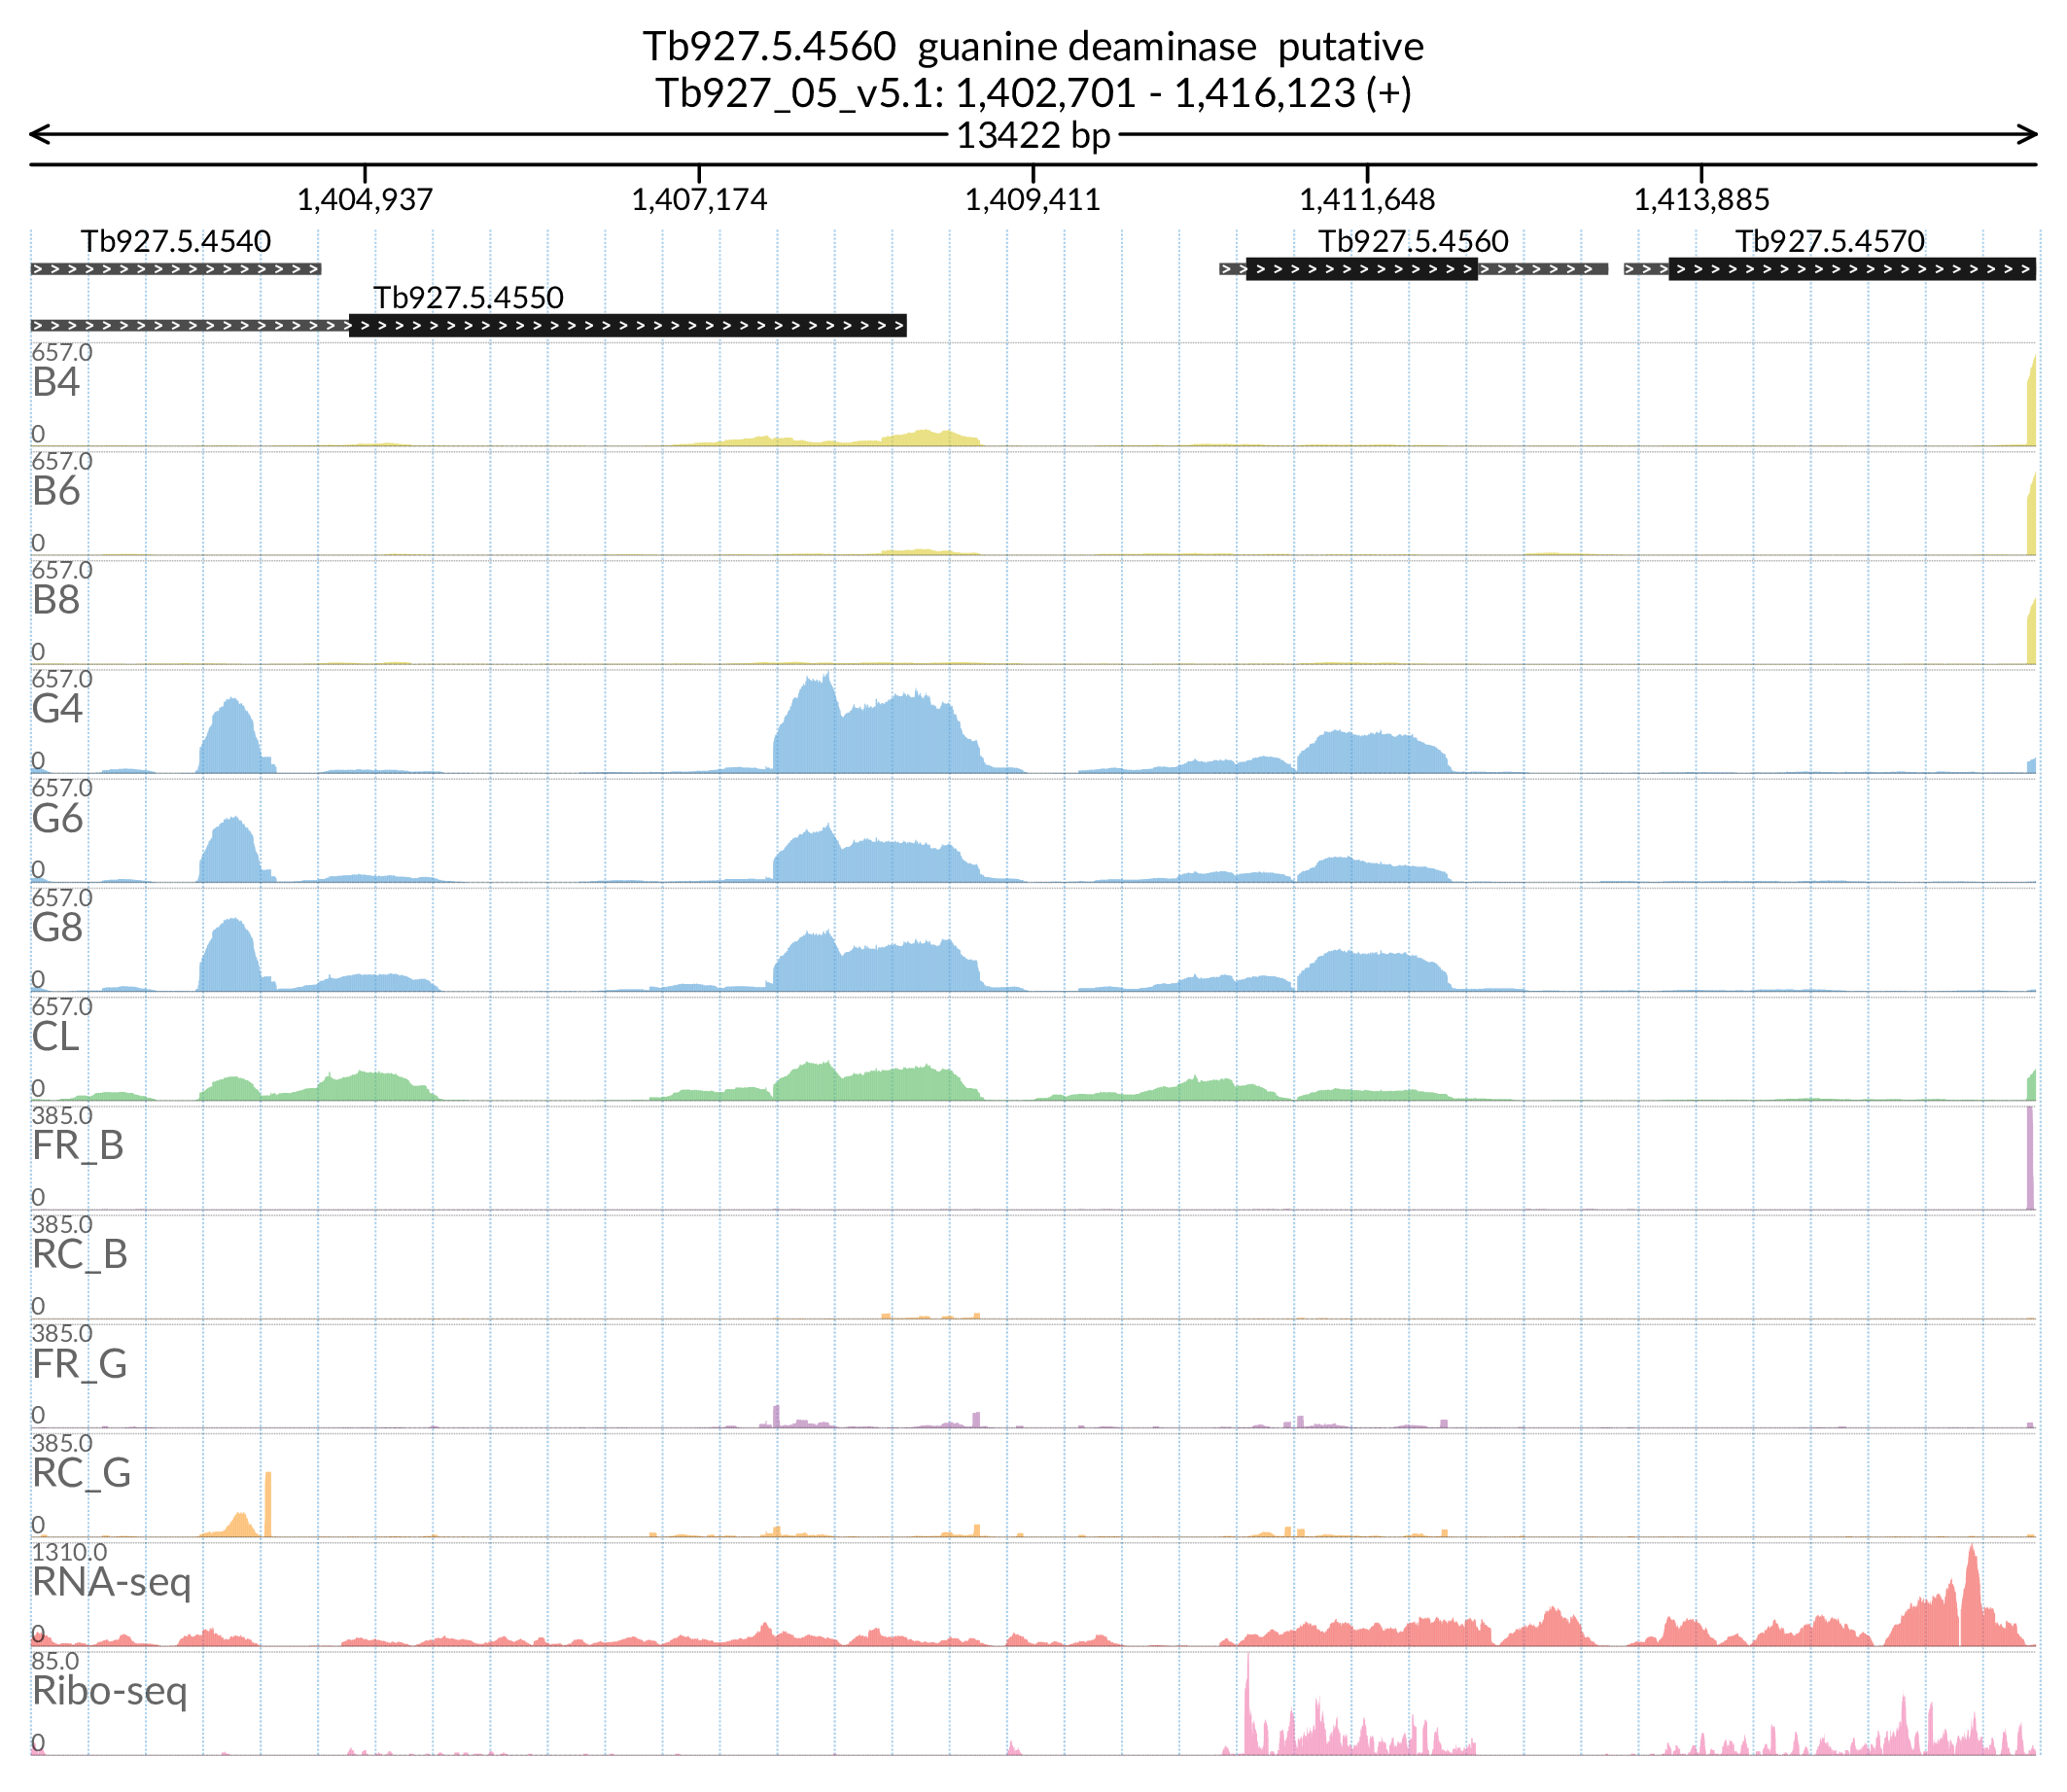 Tb927.5.4560  guanine deaminase  putative
Tb927_05_v5.1: 1,402,701 - 1,416,123 (+)
13422 bp
1,404,937 1,407,174 1,409,411 1,411,648 1,413,885
Tb927.5.4540 Tb927.5.4560 Tb927.5.4570
Tb927.5.4550
657.0
B4
0
657.0
B6
0
657.0
B8
0
657.0
G4
0
657.0
G6
0
657.0
G8
0
657.0
CL
0
385.0
FR_B
0
385.0
RC_B
0
385.0
FR_G
0
385.0
RC_G
0
1310.0
RNA-seq
0
85.0
Ribo-seq
0